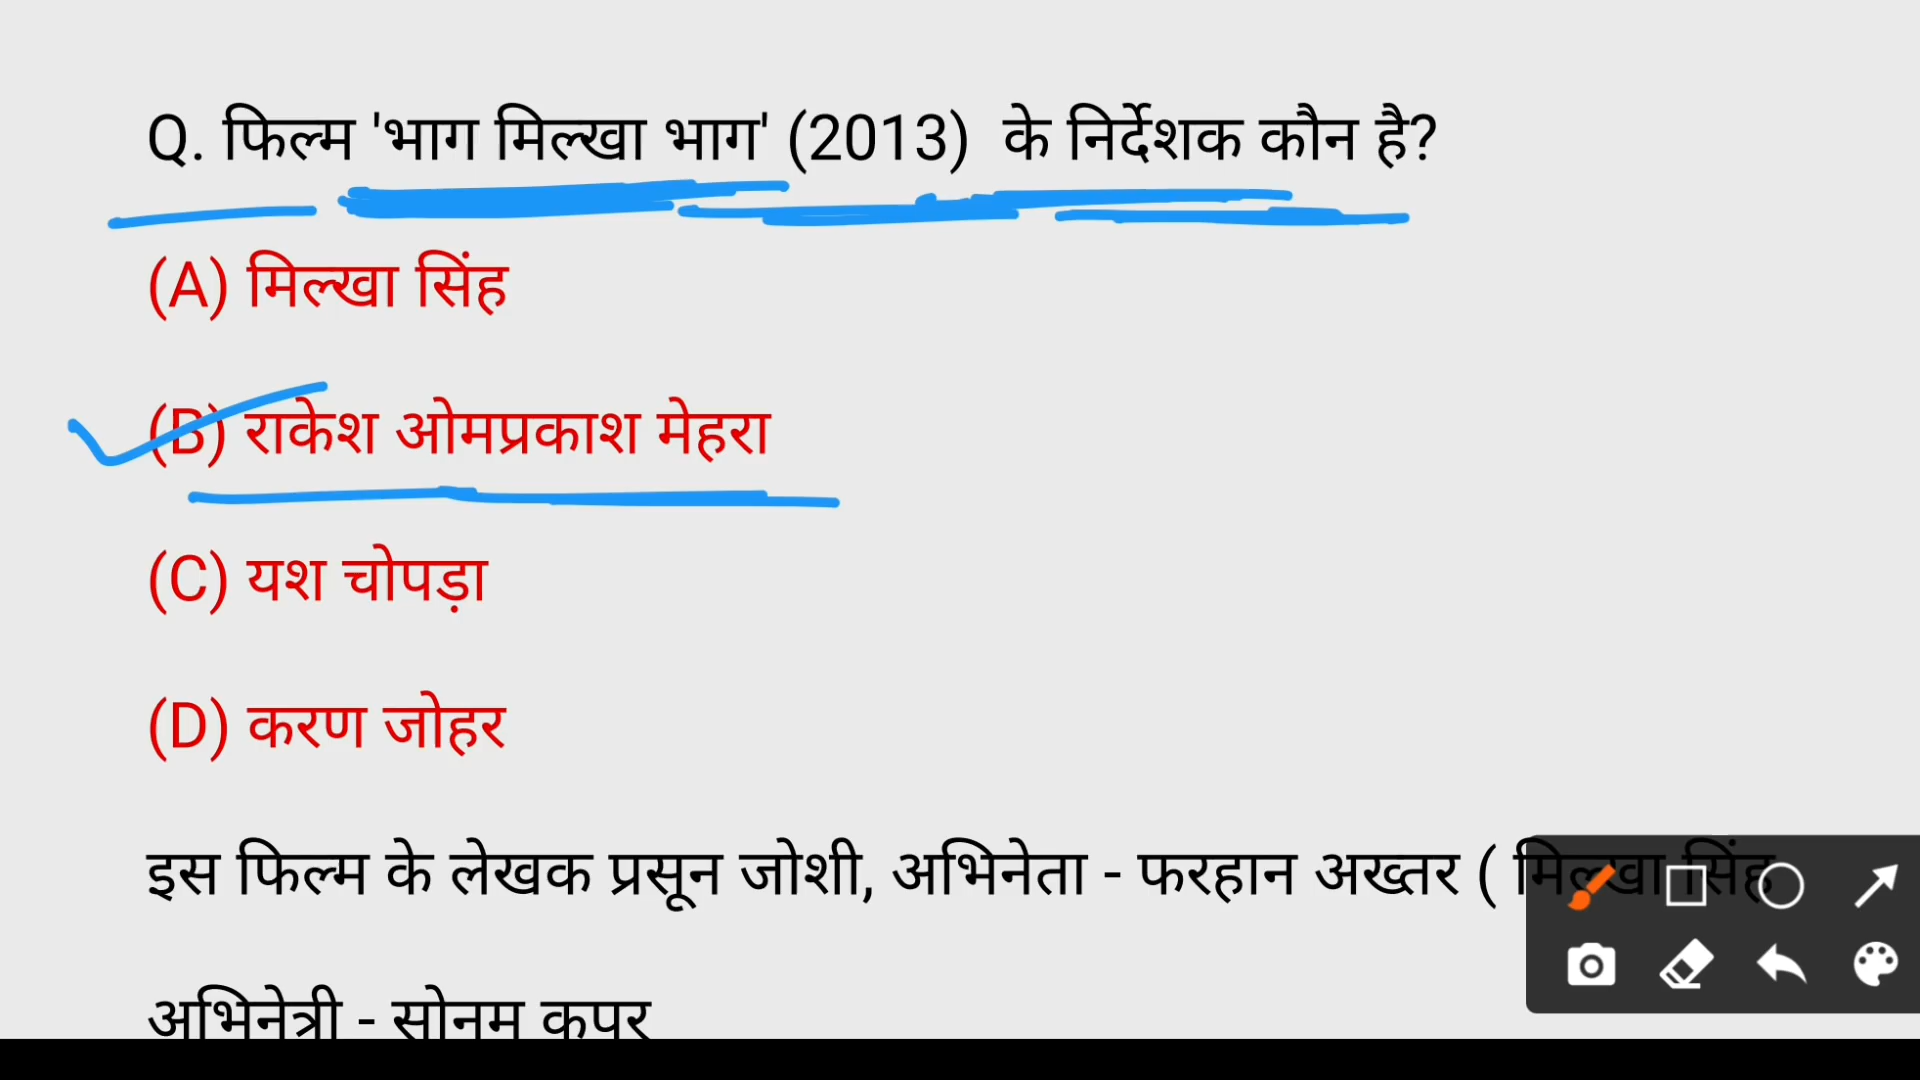 Q. फिल्म 'भाग मिल्खा भाग' (2013) के निर्देशक कौन है?
(A) मिल्खा सिंह
(B) राकेश ओमप्रकाश मेहरा
(C) यश चोपड़ा
(D) करण जोहर
इस फिल्म के लेखक प्रसून जोशी, अभिनेता - फरहान अख्तर ( मिल्खा सिंह
अभिनेत्री - सोनम कपूर